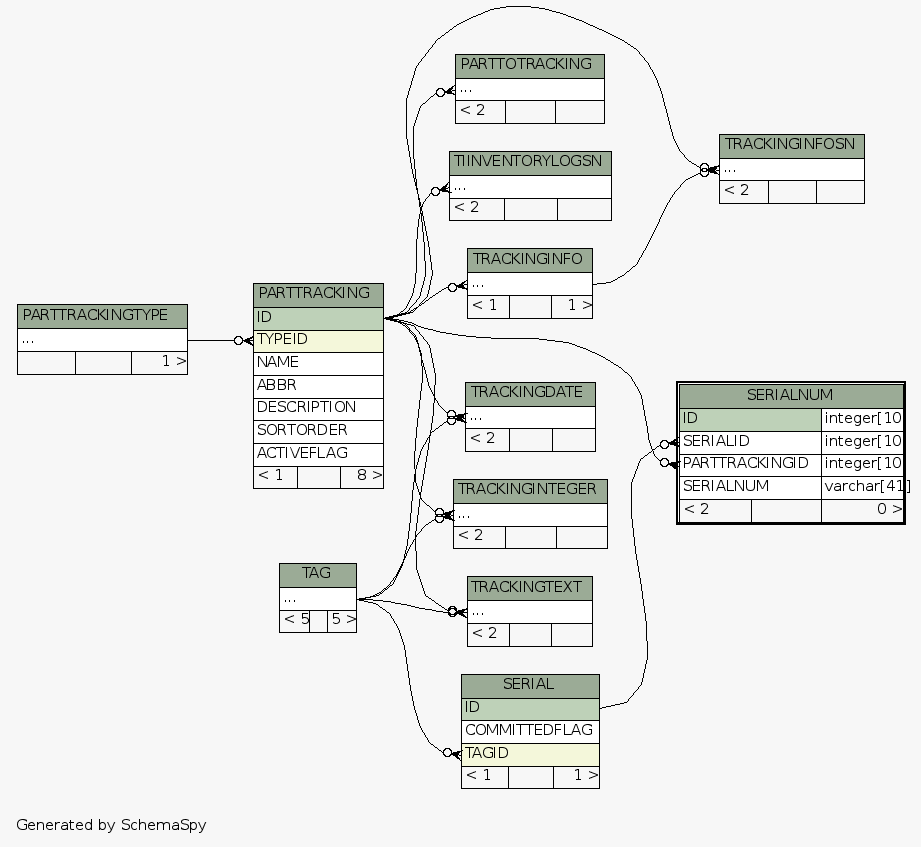 PARTTOTRACKING
...
< 2
TIINVENTORYLOGSN
...
< 2
TRACKINGINFOSN
...
< 2
TRACKINGINFO
...
< 1 1 >
PARTTRACKINGTYPE
...
1 >
PARTTRACKING
ID
TYPEID
NAME
ABBR
DESCRIPTION
SORTORDER
ACTIVEFLAG
< 1 8 >
TRACKINGDATE
...
< 2
SERIALNUM
ID integer[10
SERIALID integer[10
PARTTRACKINGID integer[10
SERIALNUM varchar[41]
< 2 0 >
TRACKINGINTEGER
...
< 2
TAG
...
< 5 5 >
TRACKINGTEXT
...
< 2
SERIAL
ID
COMMITTEDFLAG
TAGID
< 1 1 >
Generated by SchemaSpy